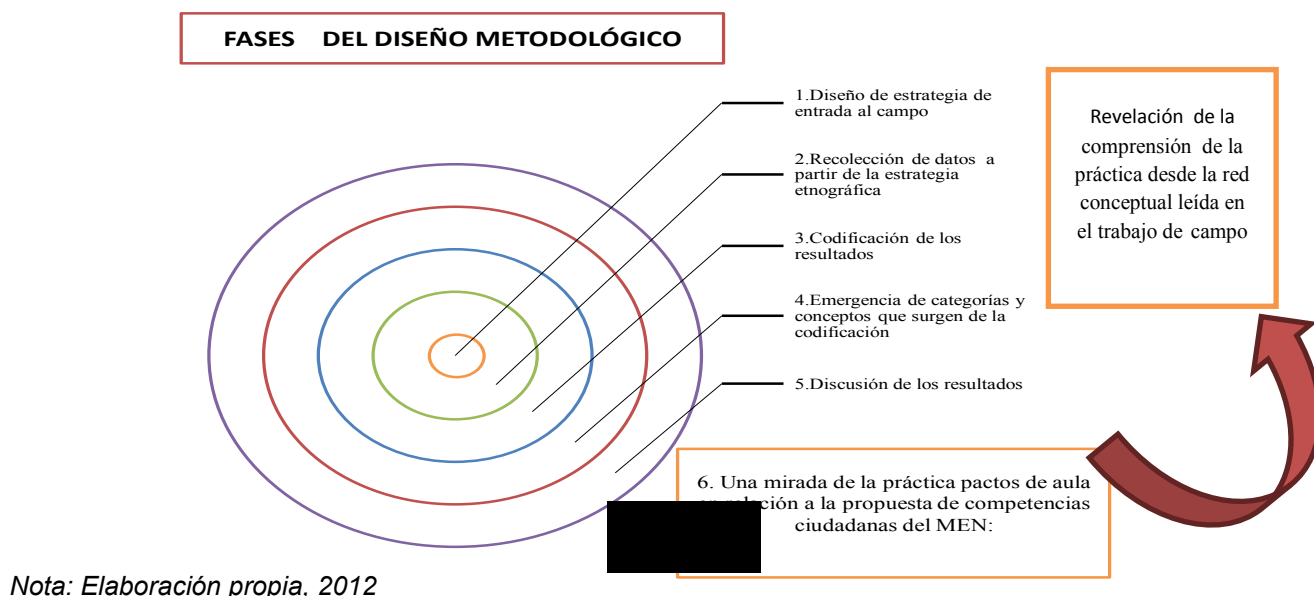 FASES DEL DISEÑO METODOLÓGICO
1.Diseño de estrategia de
entrada al campo
2.Recolección de datos a
partir de la estrategia
etnográfica
3.Codificación de los
resultados
4.Emergencia de categorías y
conceptos que surgen de la
codificación
5.Discusión de los resultados
6. Una mirada de la práctica pactos de aula
relación a la propuesta de competencias
ciudadanas del MEN:
Revelación de la
comprensión de la
práctica desde la red
conceptual leída en
el trabajo de campo
Nota: Elaboración propia, 2012